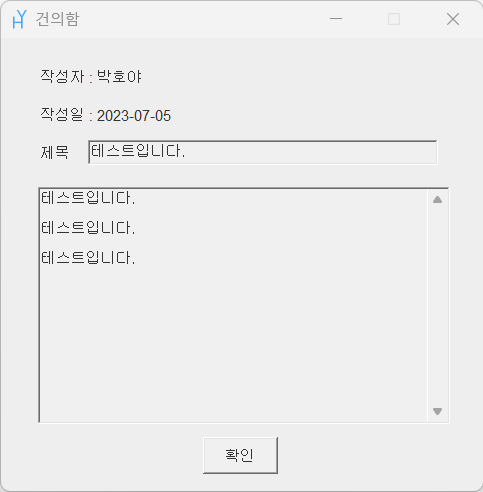 HY 건의함
작성자 : 박호야
작성일 : 2023-07-05
제목 테스트입니다.
테스트입니다.
테스트입니다.
테스트입니다.
확인